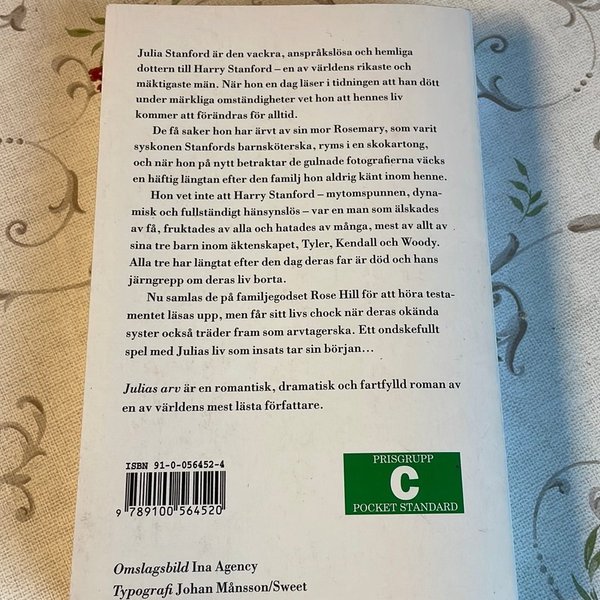 Julia Stanford är den vackra, anspråkslösa och hemliga
dottern till Harry Stanford – en av världens rikaste och
mäktigaste män. När hon en dag läser i tidningen att han dött
under märkliga omständigheter vet hon att hennes liv
kommer att förändras för alltid.
De få saker hon har ärvt av sin mor Rosemary, som varit
syskonen Stanfords barnsköterska, ryms i en skokartong,
och när hon på nytt betraktar de gulnade fotografierna väcks
en häftig längtan efter den familj hon aldrig känt inom henne.
Hon vet inte att Harry Stanford – mytomspunnen, dyna-
misk och fullständigt hänsynslös – var en man som älskades
av få, fruktades av alla och hatades av många, mest av allt av
sina tre barn inom äktenskapet, Tyler, Kendall och Woody.
Alla tre har längtat efter den dag deras far är död och hans
järngrepp om deras liv borta.
Nu samlas de på familjegodset Rose Hill för att höra testa-
mentet läsas upp, men får sitt livs chock när deras okända
syster också träder fram som arvtagerska. Ett ondskefullt
spel med Julias liv som insats tar sin början...
Julias arv är en romantisk, dramatisk och fartfylld roman av
en av världens mest lästa författare.
ISBN 91-0-056452-4
9 789100 564520
PRISGRUPP
C
POCKET STANDARD
Omslagsbild Ina Agency
Typografi Johan Månsson/Sweet